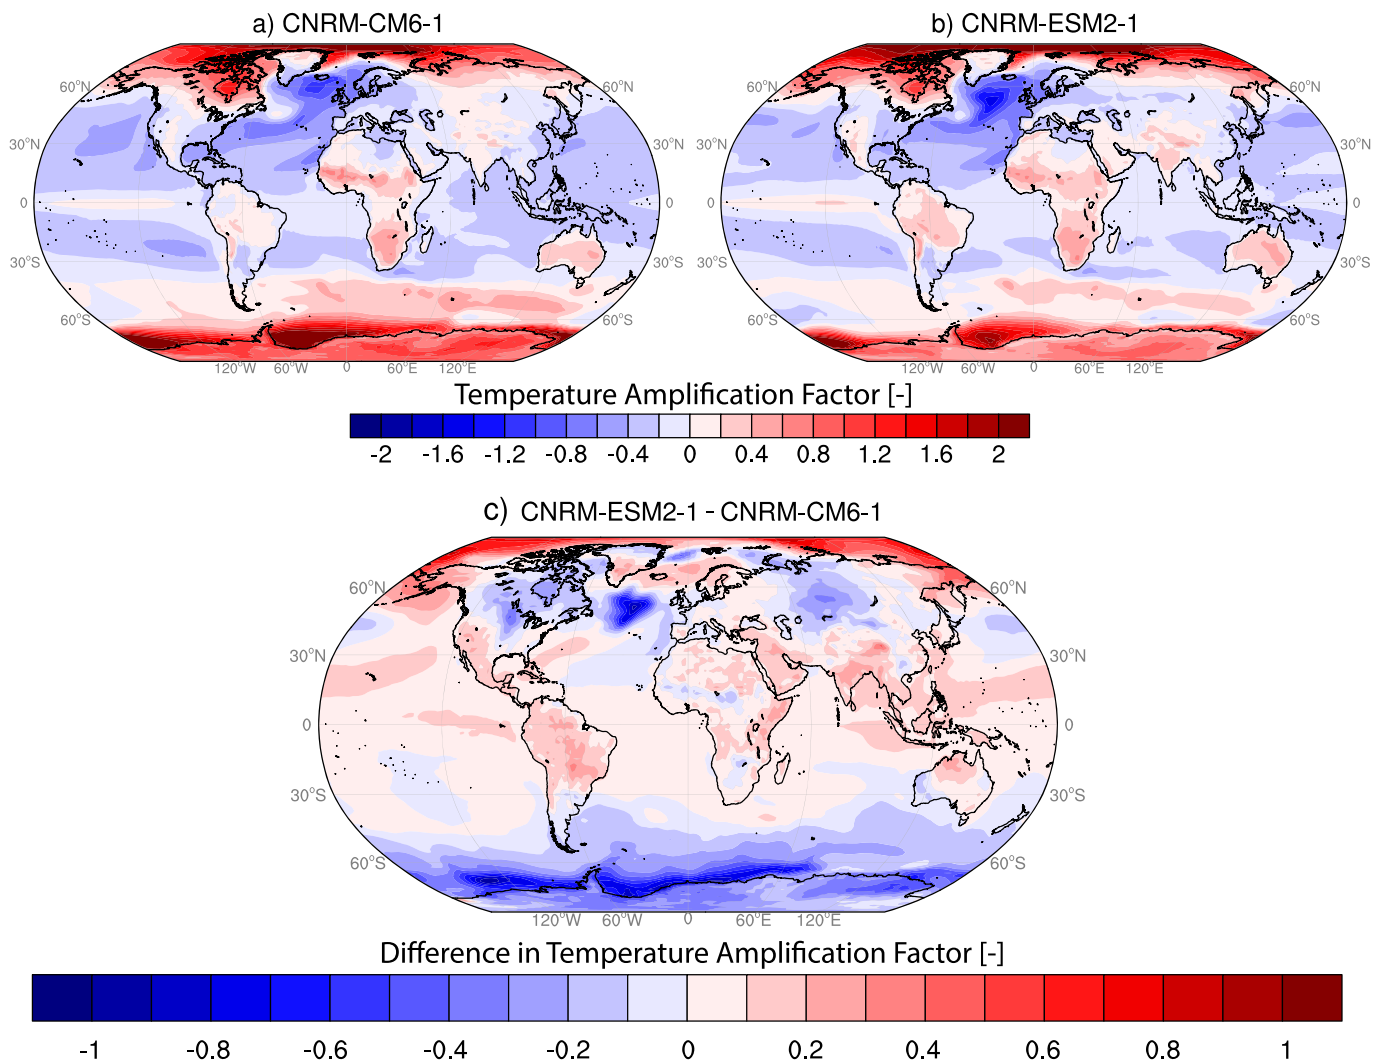 a) CNRM-CM6-1
b) CNRM-ESM2-1
60°N 60°N 60°N 60°N
30°N 30°N 30°N 30°N
0 0 0 0
30°S 30°S 30°S 30°S
60°S 60°S 60°S 60°S
120°W 60°W 0 60°E 120°E
120°W 60°W 0 60°E 120°E
Temperature Amplification Factor [-]
-2 -1.6 -1.2 -0.8 -0.4 0 0.4 0.8 1.2 1.6 2
c) CNRM-ESM2-1 - CNRM-CM6-1
60°N 60°N
30°N 30°N
0 0
30°S 30°S
60°S 60°S
120°W 60°W 0 60°E 120°E
Difference in Temperature Amplification Factor [-]
-1 -0.8 -0.6 -0.4 -0.2 0 0.2 0.4 0.6 0.8 1